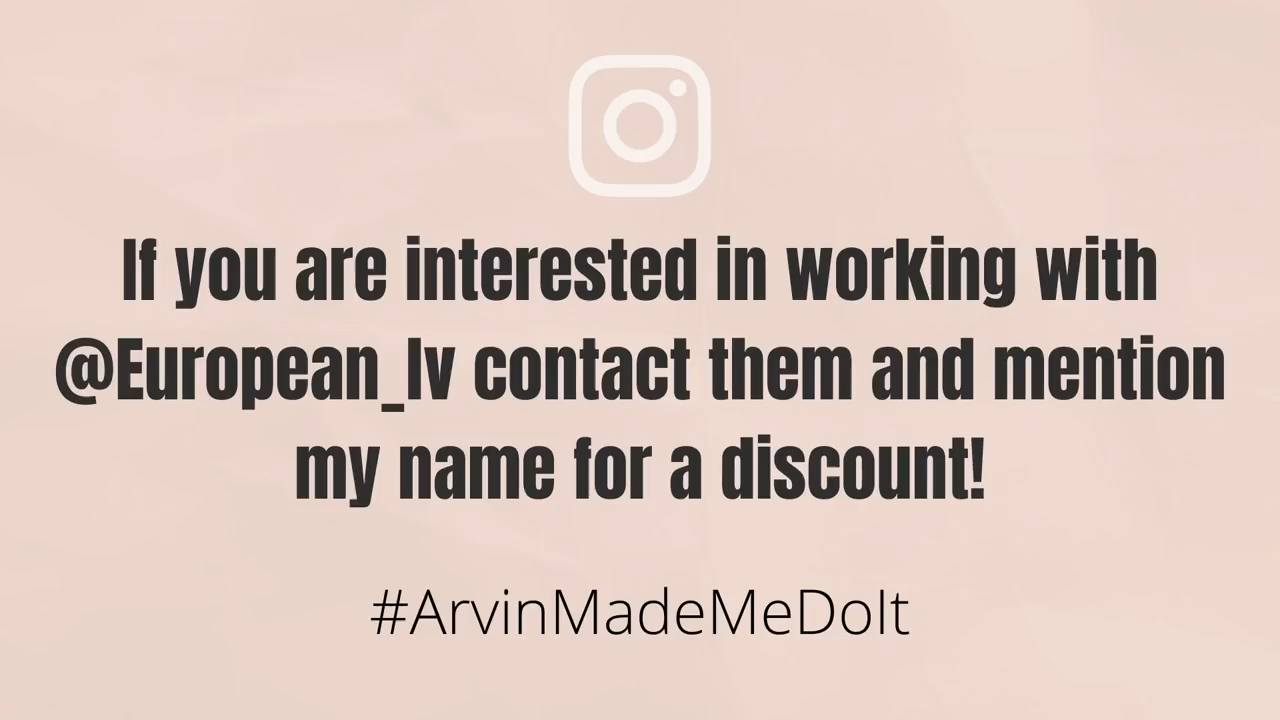 If you are interested in working with
@European_lv contact them and mention
my name for a discount!
#ArvinMadeMeDoIt